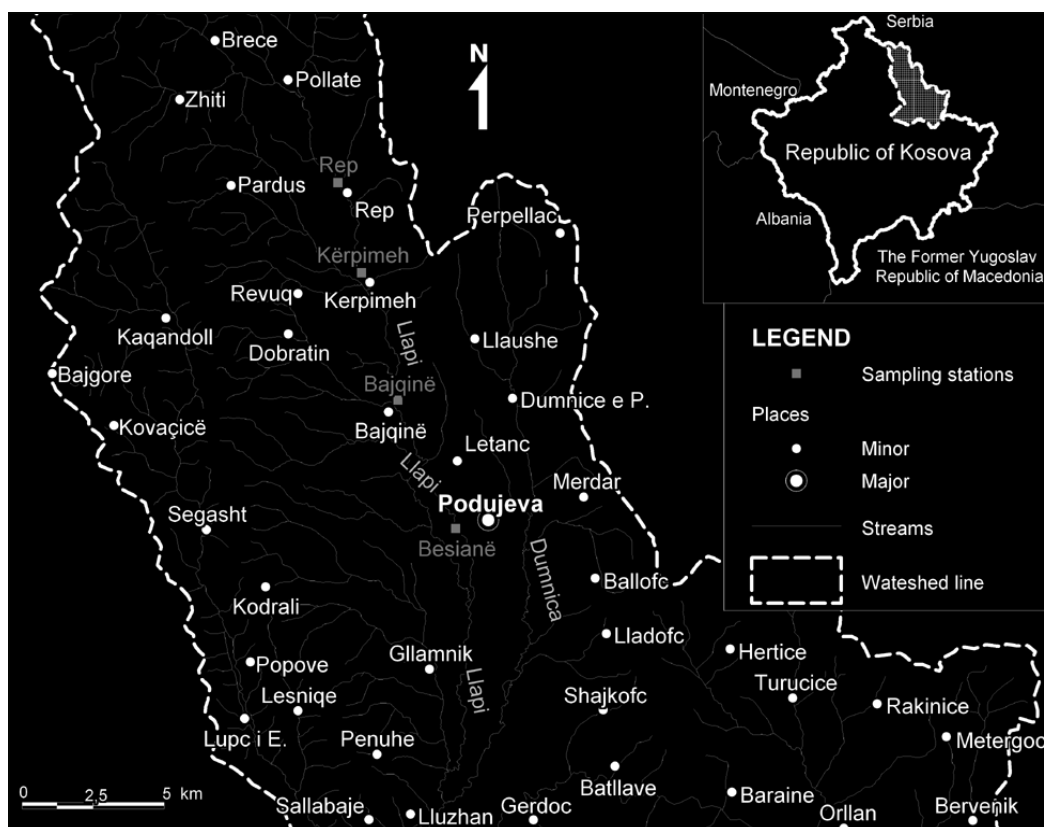 Brece
Pollate
Zhiti
N
Pardus
Rep
Rep
Perpellac
Kërpimeh
Kerpimeh
Revuq
Kaqandoll
Dobratin
Llapi
Llaushe
Bajgore
Bajqinë
Bajqinë
Dumnice e P.
Kovaçicë
Letanc
Llapi
Merdar
Podujeva
Segasht
Besianë
Dumnica
Ballofc
Kodrali
Lladofc
Popove
Gllamnik
Llapi
Hertice
Turucice
Lesniqe
Shajkofc
Rakinice
Lupc i E.
Penuhe
Metergoc
Batllave
Baraine
Sallabaje
Lluzhan
Gerdoc
Orllan
Bervenik
0 2,5 5 km
Serbia
Montenegro
Republic of Kosova
Albania
The Former Yugoslav
Republic of Macedonia
LEGEND
Sampling stations
Places
Minor
Major
Streams
Wateshed line